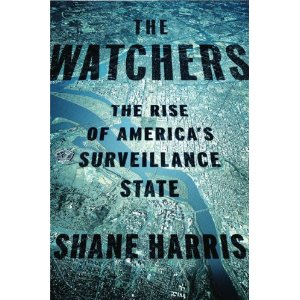 THE
WATCHERS
THE RISE
OF AMERICA'S
SURVEILLANCE
STATE
SHANE HARRIS